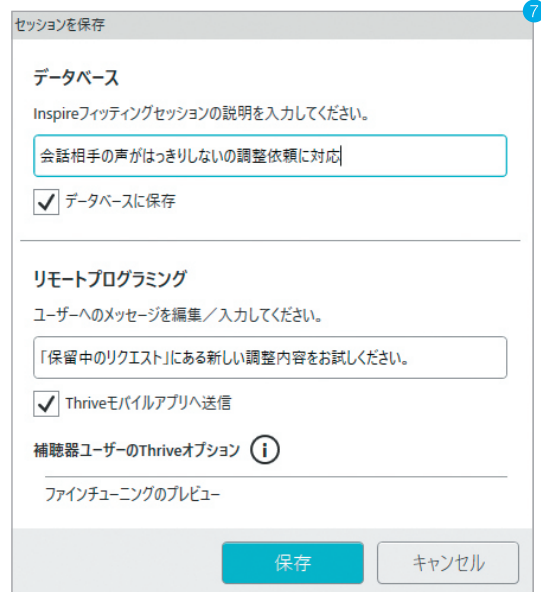 7
セッションを保存
データベース
Inspireフィッティングセッションの説明を入力してください。
会話相手の声がはっきりしないの調整依頼に対応
データベースに保存
リモートプログラミング
ユーザーへのメッセージを編集／入力してください。
「保留中のリクエスト」にある新しい調整内容をお試しください。
Thriveモバイルアプリへ送信
補聴器ユーザーのThriveオプション
ファインチューニングのプレビュー
保存 キャンセル